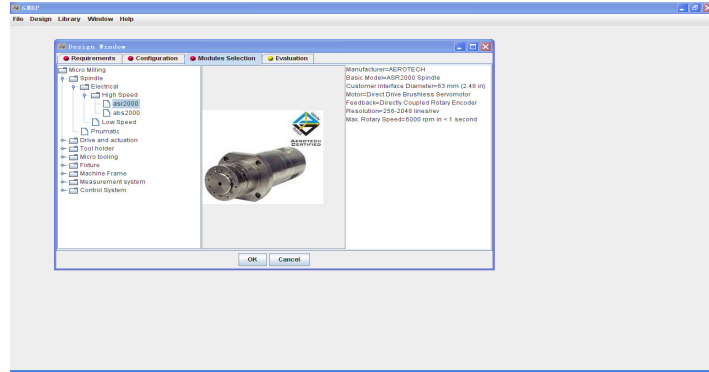 GMRP
File Design Library Window Help
Design Window
Requirements Configuration Modules Selection Evaluation
Micro Milling
Spindle
Electrical
High Speed
asr2000
abs2000
Low Speed
Pnumatic
Drive and actuation
Tool holder
Micro tooling
Fixture
Machine Frame
Measurement system
Control System
AEROTECH
CERTIFIED
Manufacturer=AEROTECH
Basic Model=ASR2000 Spindle
Customer Interface Diameter=63 mm (2.48 in)
Motor=Direct Drive Brushless Servomotor
Feedback=Directly Coupled Rotary Encoder
Resolution=256-2048 lines/rev
Max. Rotary Speed=6000 rpm in < 1 second
OK Cancel